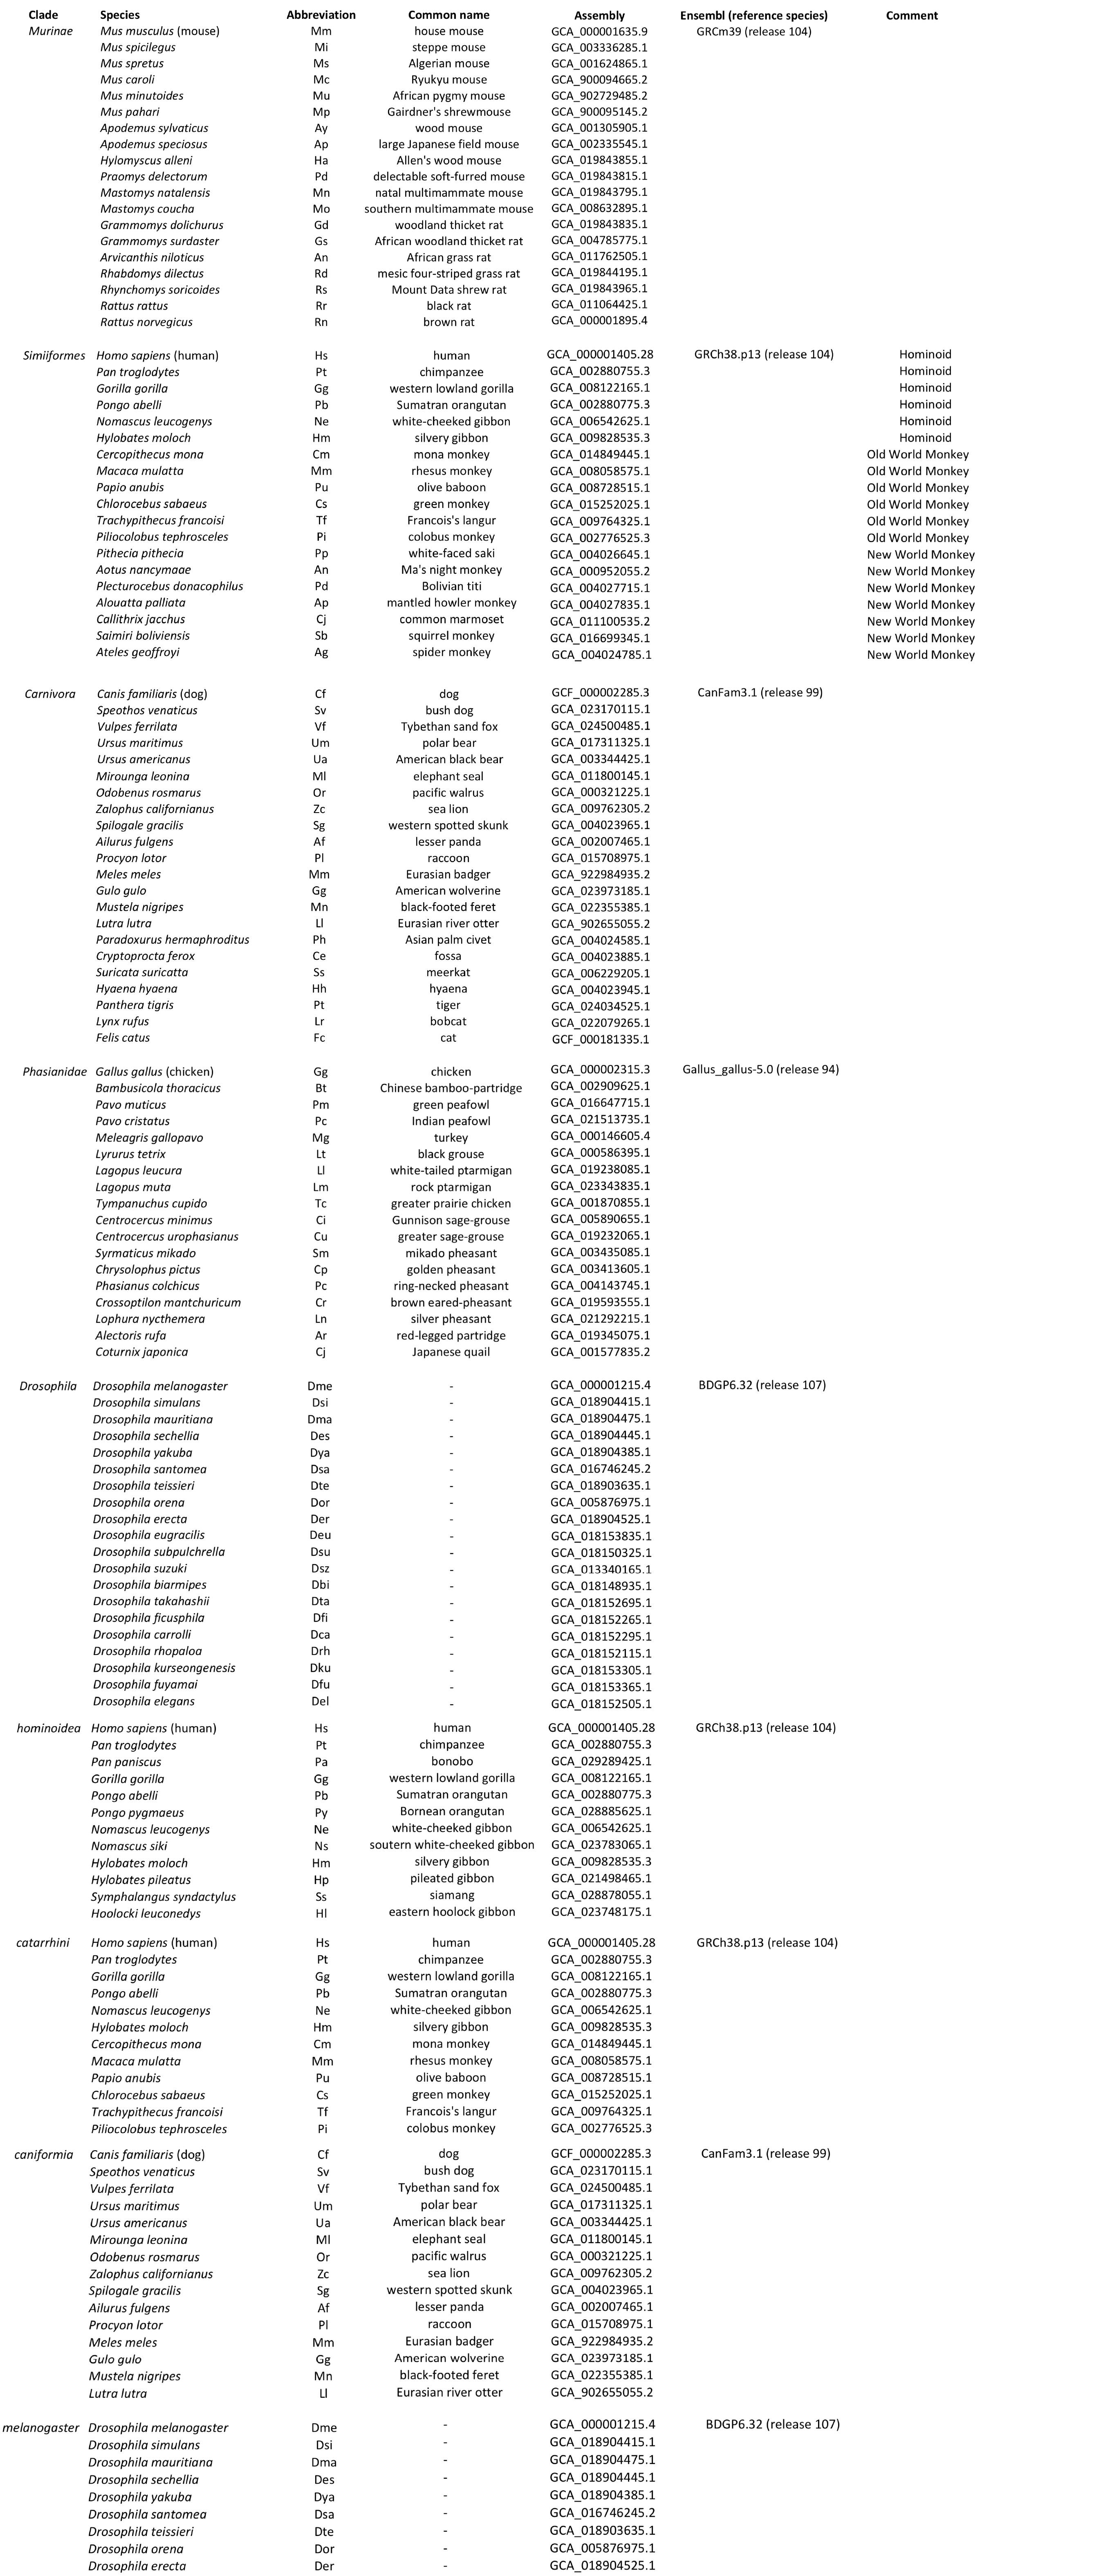 Clade Species Abbreviation Common name Assembly Ensembl (reference species) Comment
Murinae Mus musculus (mouse) Mm house mouse GCA_000001635.9 GRCm39 (release 104)
Mus spicilegus Mi steppe mouse GCA_003336285.1
Mus spretus Ms Algerian mouse GCA_001624865.1
Mus caroli Mc Ryukyu mouse GCA_900094665.2
Mus minutoides Mu African pygmy mouse GCA_902729485.2
Mus pahari Mp Gairdner's shrewmouse GCA_900095145.2
Apodemus sylvaticus Ay wood mouse GCA_001305905.1
Apodemus speciosus Ap large Japanese field mouse GCA_002335545.1
Hylomyscus alleni Ha Allen's wood mouse GCA_019843855.1
Praomys delectorum Pd delectable soft-furred mouse GCA_019843815.1
Mastomys natalensis Mn natal multimammate mouse GCA_019843795.1
Mastomys coucha Mo southern multimammate mouse GCA_008632895.1
Grammomys dolichurus Gd woodland thicket rat GCA_019843835.1
Grammomys surdaster Gs African woodland thicket rat GCA_004785775.1
Arvicanthis niloticus An African grass rat GCA_011762505.1
Rhabdomys dilectus Rd mesic four-striped grass rat GCA_019844195.1
Rhynchomys soricoides Rs Mount Data shrew rat GCA_019843965.1
Rattus rattus Rr black rat GCA_011064425.1
Rattus norvegicus Rn brown rat GCA_000001895.4
Simiiformes Homo sapiens (human) Hs human GCA_000001405.28 GRCh38.p13 (release 104) Hominoid
Pan troglodytes Pt chimpanzee GCA_002880755.3 Hominoid
Gorilla gorilla Gg western lowland gorilla GCA_008122165.1 Hominoid
Pongo abelli Pb Sumatran orangutan GCA_002880775.3 Hominoid
Nomascus leucogenys Ne white-cheeked gibbon GCA_006542625.1 Hominoid
Hylobates moloch Hm silvery gibbon GCA_009828535.3 Hominoid
Cercopithecus mona Cm mona monkey GCA_014849445.1 Old World Monkey
Macaca mulatta Mm rhesus monkey GCA_008058575.1 Old World Monkey
Papio anubis Pu olive baboon GCA_008728515.1 Old World Monkey
Chlorocebus sabaeus Cs green monkey GCA_015252025.1 Old World Monkey
Trachypithecus francoisi Tf Francois's langur GCA_009764325.1 Old World Monkey
Piliocolobus tephrosceles Pi colobus monkey GCA_002776525.3 Old World Monkey
Pithecia pithecia Pp white-faced saki GCA_004026645.1 New World Monkey
Aotus nancymaae An Ma's night monkey GCA_000952055.2 New World Monkey
Plecturocebus donacophilus Pd Bolivian titi GCA_004027715.1 New World Monkey
Alouatta palliata Ap mantled howler monkey GCA_004027835.1 New World Monkey
Callithrix jacchus Cj common marmoset GCA_011100535.2 New World Monkey
Saimiri boliviensis Sb squirrel monkey GCA_016699345.1 New World Monkey
Ateles geoffroyi Ag spider monkey GCA_004024785.1 New World Monkey
Carnivora Canis familiaris (dog) Cf dog GCF_000002285.3 CanFam3.1 (release 99)
Speothos venaticus Sv bush dog GCA_023170115.1
Vulpes ferrilata Vf Tybethan sand fox GCA_024500485.1
Ursus maritimus Um polar bear GCA_017311325.1
Ursus americanus Ua American black bear GCA_003344425.1
Mirounga leonina Ml elephant seal GCA_011800145.1
Odobenus rosmarus Or pacific walrus GCA_000321225.1
Zalophus californianus Zc sea lion GCA_009762305.2
Spilogale gracilis Sg western spotted skunk GCA_004023965.1
Ailurus fulgens Af lesser panda GCA_002007465.1
Procyon lotor Pl raccoon GCA_015708975.1
Meles meles Mm Eurasian badger GCA_922984935.2
Gulo gulo Gg American wolverine GCA_023973185.1
Mustela nigripes Mn black-footed feret GCA_022355385.1
Lutra lutra Ll Eurasian river otter GCA_902655055.2
Paradoxurus hermaphroditus Ph Asian palm civet GCA_004024585.1
Cryptoprocta ferox Ce fossa GCA_004023885.1
Suricata suricatta Ss meerkat GCA_006229205.1
Hyaena hyaena Hh hyaena GCA_004023945.1
Panthera tigris Pt tiger GCA_024034525.1
Lynx rufus Lr bobcat GCA_022079265.1
Felis catus Fc cat GCF_000181335.1
Phasianidae Gallus gallus (chicken) Gg chicken GCA_000002315.3 Gallus_gallus-5.0 (release 94)
Bambusicola thoracicus Bt Chinese bamboo-partridge GCA_002909625.1
Pavo muticus Pm green peafowl GCA_016647715.1
Pavo cristatus Pc Indian peafowl GCA_021513735.1
Meleagris gallopavo Mg turkey GCA_000146605.4
Lyrurus tetrix Lt black grouse GCA_000586395.1
Lagopus leucura Ll white-tailed ptarmigan GCA_019238085.1
Lagopus muta Lm rock ptarmigan GCA_023343835.1
Tympanuchus cupido Tc greater prairie chicken GCA_001870855.1
Centrocercus minimus Ci Gunnison sage-grouse GCA_005890655.1
Centrocercus urophasianus Cu greater sage-grouse GCA_019232065.1
Syrmaticus mikado Sm mikado pheasant GCA_003435085.1
Chrysolophus pictus Cp golden pheasant GCA_003413605.1
Phasianus colchicus Pc ring-necked pheasant GCA_004143745.1
Crossoptilon mantchuricum Cr brown eared-pheasant GCA_019593555.1
Lophura nycthemera Ln silver pheasant GCA_021292215.1
Alectoris rufa Ar red-legged partridge GCA_019345075.1
Coturnix japonica Cj Japanese quail GCA_001577835.2
Drosophila Drosophila melanogaster Dme - GCA_000001215.4 BDGP6.32 (release 107)
Drosophila simulans Dsi - GCA_018904415.1
Drosophila mauritiana Dma - GCA_018904475.1
Drosophila sechellia Des - GCA_018904445.1
Drosophila yakuba Dya - GCA_018904385.1
Drosophila santomea Dsa - GCA_016746245.2
Drosophila teissieri Dte - GCA_018903635.1
Drosophila orena Dor - GCA_005876975.1
Drosophila erecta Der - GCA_018904525.1
Drosophila eugracilis Deu - GCA_018153835.1
Drosophila subpulchrella Dsu - GCA_018150325.1
Drosophila suzuki Dsz - GCA_013340165.1
Drosophila biarmipes Dbi - GCA_018148935.1
Drosophila takahashii Dta - GCA_018152695.1
Drosophila ficusphila Dfi - GCA_018152265.1
Drosophila carrolli Dca - GCA_018152295.1
Drosophila rhopaloa Drh - GCA_018152115.1
Drosophila kurseongenesis Dku - GCA_018153305.1
Drosophila fuyamai Dfu - GCA_018153365.1
Drosophila elegans Del - GCA_018152505.1
hominoidea Homo sapiens (human) Hs human GCA_000001405.28 GRCh38.p13 (release 104)
Pan troglodytes Pt chimpanzee GCA_002880755.3
Pan paniscus Pa bonobo GCA_029289425.1
Gorilla gorilla Gg western lowland gorilla GCA_008122165.1
Pongo abelli Pb Sumatran orangutan GCA_002880775.3
Pongo pygmaeus Py Bornean orangutan GCA_028885625.1
Nomascus leucogenys Ne white-cheeked gibbon GCA_006542625.1
Nomascus siki Ns soutern white-cheeked gibbon GCA_023783065.1
Hylobates moloch Hm silvery gibbon GCA_009828535.3
Hylobates pileatus Hp pileated gibbon GCA_021498465.1
Symphalangus syndactylus Ss siamang GCA_028878055.1
Hoolocki leuconedys Hl eastern hoolock gibbon GCA_023748175.1
catarrhini Homo sapiens (human) Hs human GCA_000001405.28 GRCh38.p13 (release 104)
Pan troglodytes Pt chimpanzee GCA_002880755.3
Gorilla gorilla Gg western lowland gorilla GCA_008122165.1
Pongo abelli Pb Sumatran orangutan GCA_002880775.3
Nomascus leucogenys Ne white-cheeked gibbon GCA_006542625.1
Hylobates moloch Hm silvery gibbon GCA_009828535.3
Cercopithecus mona Cm mona monkey GCA_014849445.1
Macaca mulatta Mm rhesus monkey GCA_008058575.1
Papio anubis Pu olive baboon GCA_008728515.1
Chlorocebus sabaeus Cs green monkey GCA_015252025.1
Trachypithecus francoisi Tf Francois's langur GCA_009764325.1
Piliocolobus tephrosceles Pi colobus monkey GCA_002776525.3
caniformia Canis familiaris (dog) Cf dog GCF_000002285.3 CanFam3.1 (release 99)
Speothos venaticus Sv bush dog GCA_023170115.1
Vulpes ferrilata Vf Tybethan sand fox GCA_024500485.1
Ursus maritimus Um polar bear GCA_017311325.1
Ursus americanus Ua American black bear GCA_003344425.1
Mirounga leonina Ml elephant seal GCA_011800145.1
Odobenus rosmarus Or pacific walrus GCA_000321225.1
Zalophus californianus Zc sea lion GCA_009762305.2
Spilogale gracilis Sg western spotted skunk GCA_004023965.1
Ailurus fulgens Af lesser panda GCA_002007465.1
Procyon lotor Pl raccoon GCA_015708975.1
Meles meles Mm Eurasian badger GCA_922984935.2
Gulo gulo Gg American wolverine GCA_023973185.1
Mustela nigripes Mn black-footed feret GCA_022355385.1
Lutra lutra Ll Eurasian river otter GCA_902655055.2
melanogaster Drosophila melanogaster Dme - GCA_000001215.4 BDGP6.32 (release 107)
Drosophila simulans Dsi - GCA_018904415.1
Drosophila mauritiana Dma - GCA_018904475.1
Drosophila sechellia Des - GCA_018904445.1
Drosophila yakuba Dya - GCA_018904385.1
Drosophila santomea Dsa - GCA_016746245.2
Drosophila teissieri Dte - GCA_018903635.1
Drosophila orena Dor - GCA_005876975.1
Drosophila erecta Der - GCA_018904525.1